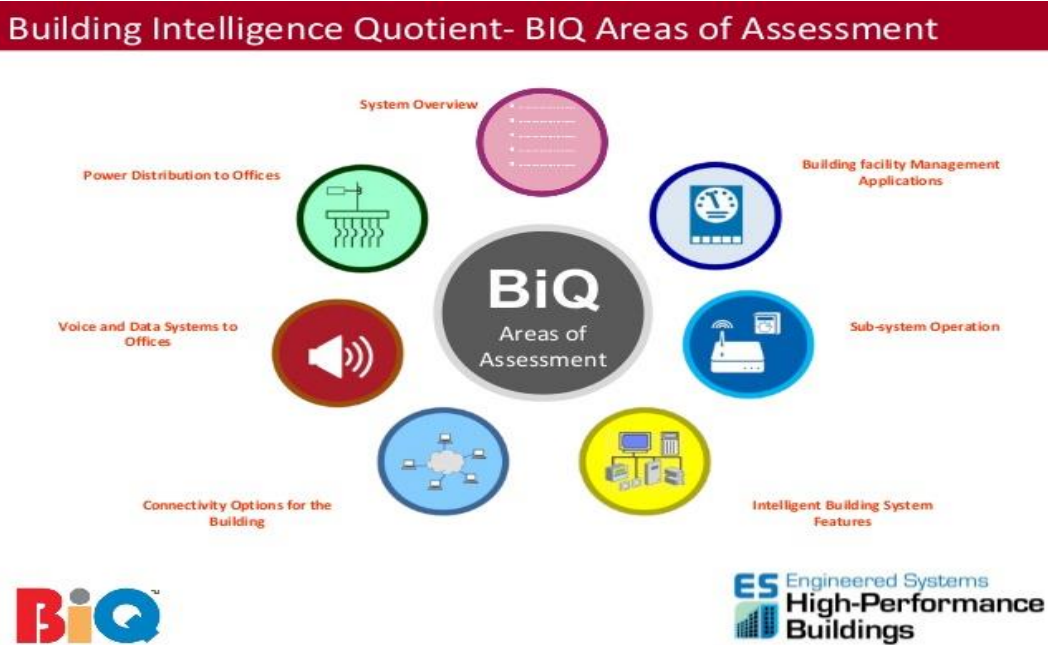 Building Intelligence Quotient- BIQ Areas of Assessment
System Overview
Building facility Management
Applications
Power Distribution to Offices
BiQ
Areas of
Assessment
Voice and Data Systems to
Offices
Sub-system Operation
Connectivity Options for the
Building
Intelligent Building System
Features
BiQ™
ES Engineered Systems
High-Performance
Buildings